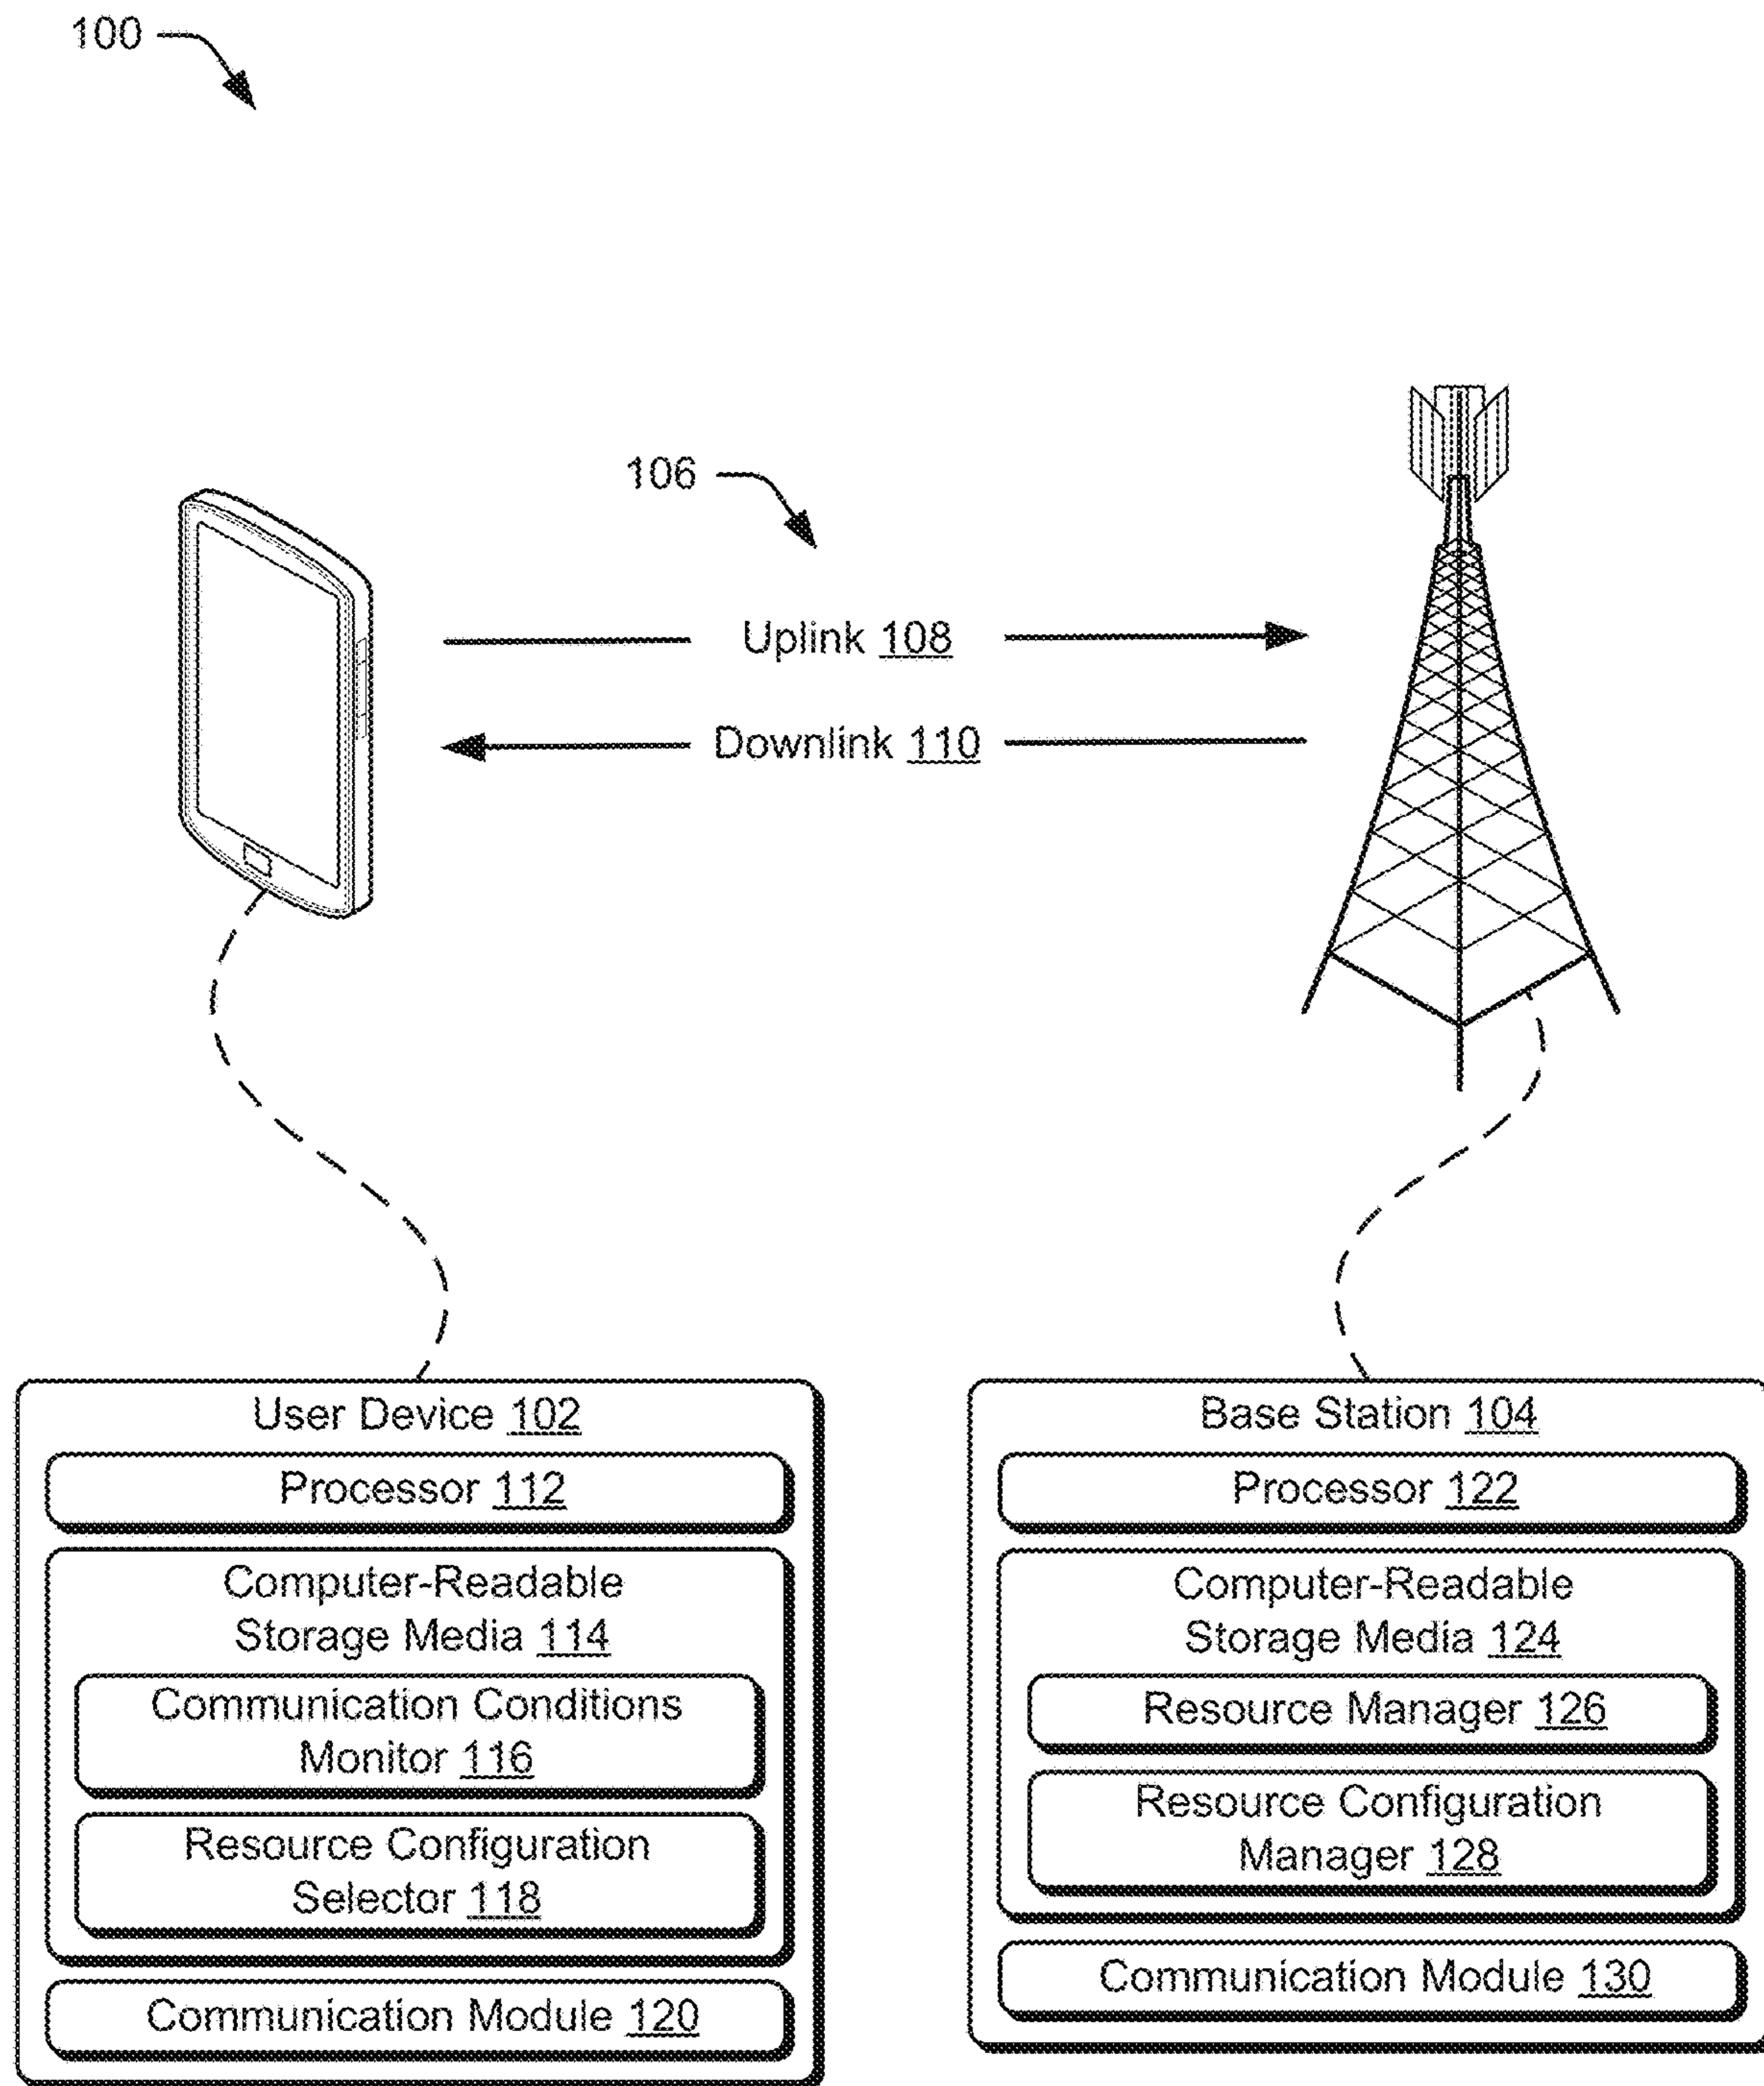 100
106
Uplink 108
Downlink 110
User Device 102
Processor 112
Computer-Readable
Storage Media 114
Communication Conditions
Monitor 116
Resource Configuration
Selector 118
Communication Module 120
Base Station 104
Processor 122
Computer-Readable
Storage Media 124
Resource Manager 126
Resource Configuration
Manager 128
Communication Module 130